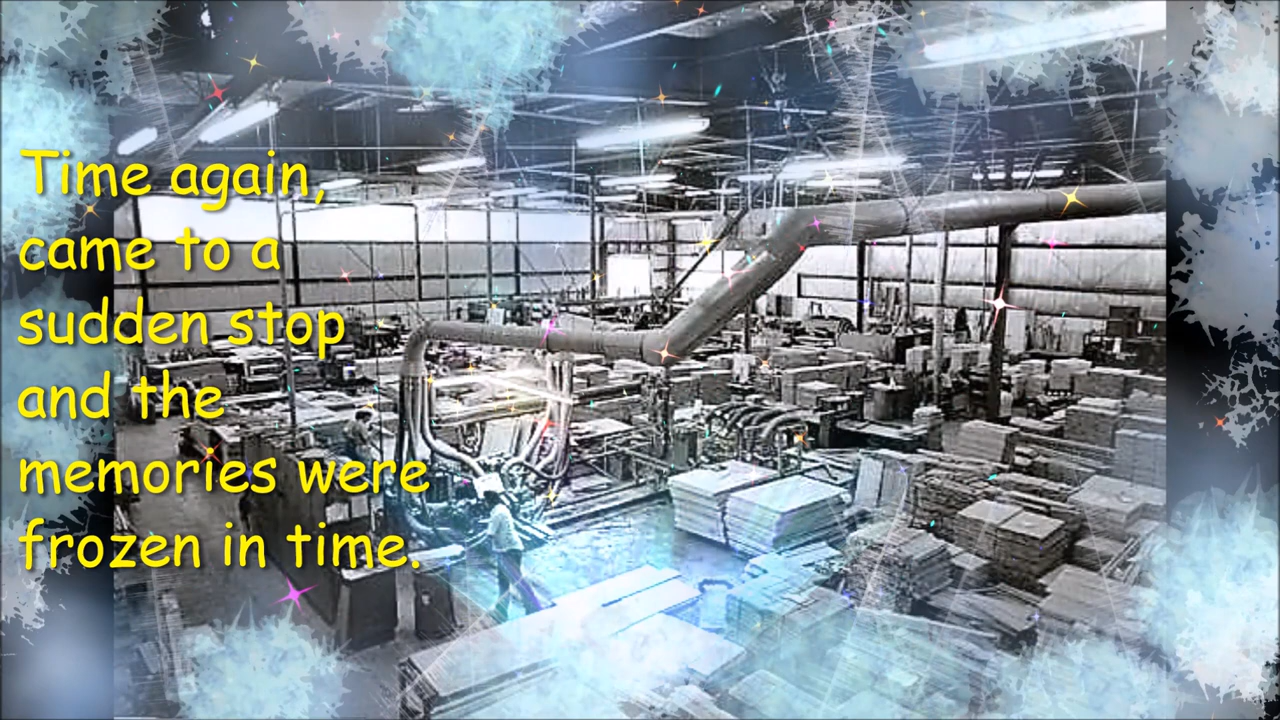 Time again,
came to a
sudden stop
and the
memories were
frozen in time.